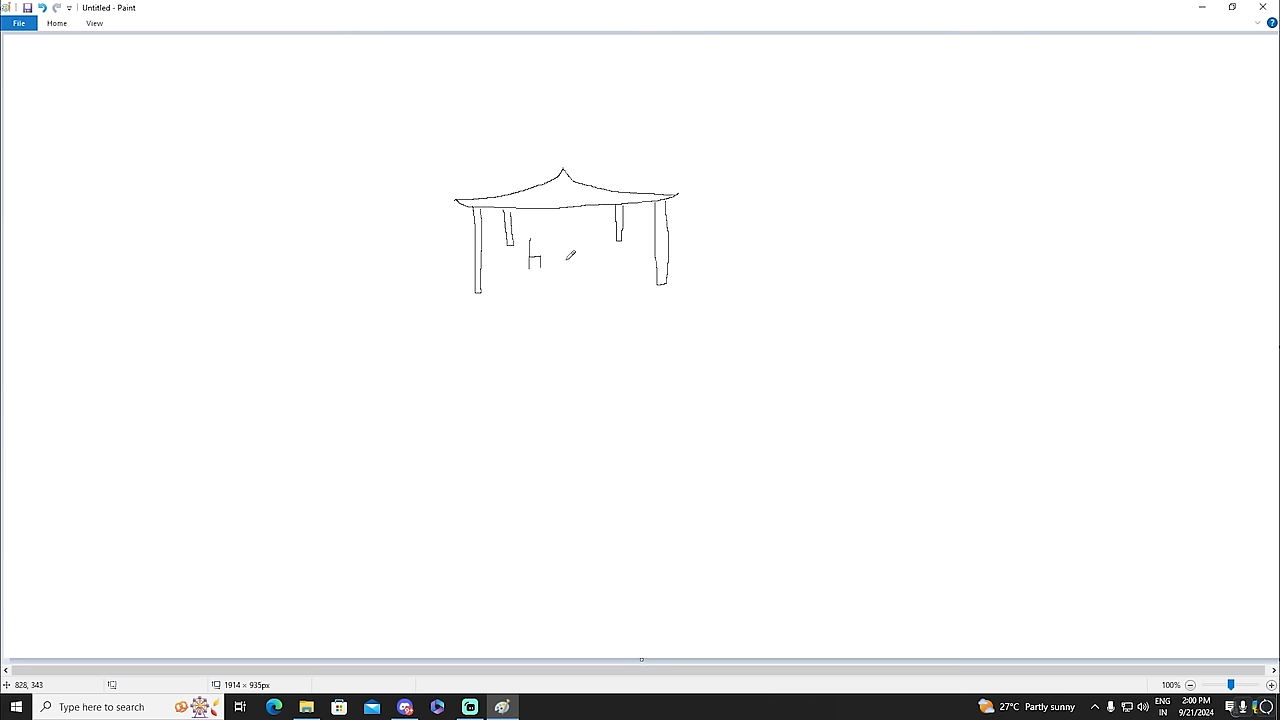 Untitled - Paint
File Home View
828, 343 1914 × 935px 100%
Type here to search 27°C Partly sunny ENG IN 2:00 PM 9/21/2024